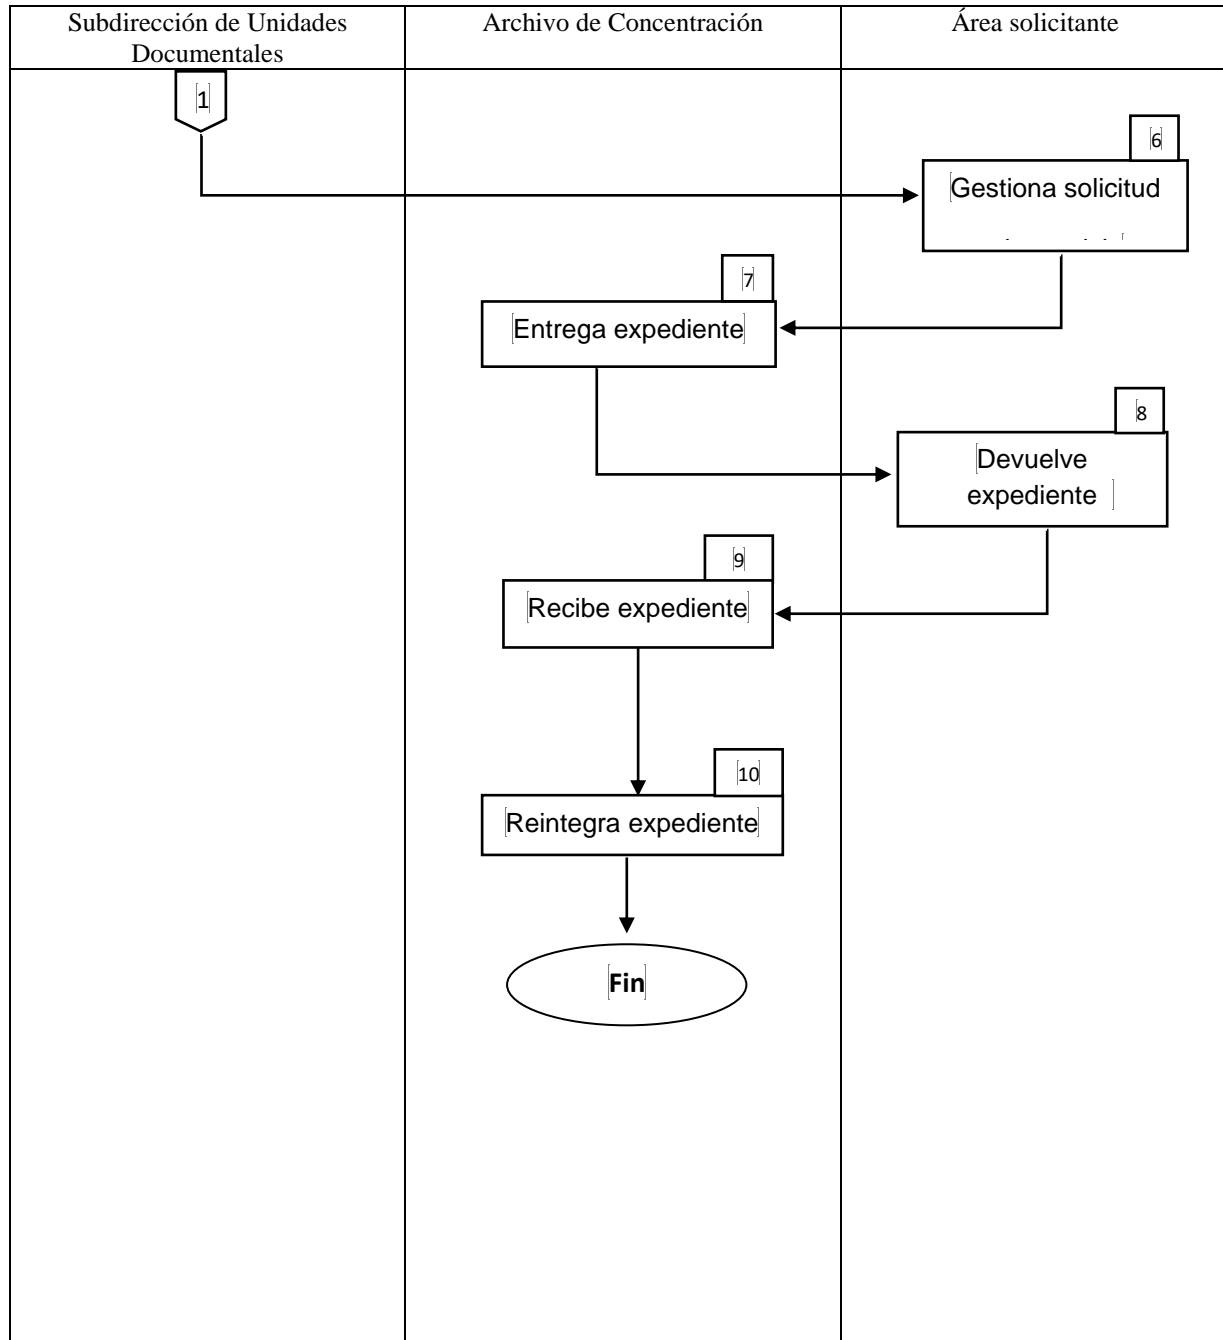 Subdirección de Unidades
Documentales
Archivo de Concentración
Área solicitante
1
6
Gestiona solicitud
7
Entrega expediente
8
Devuelve
expediente
9
Recibe expediente
10
Reintegra expediente
Fin